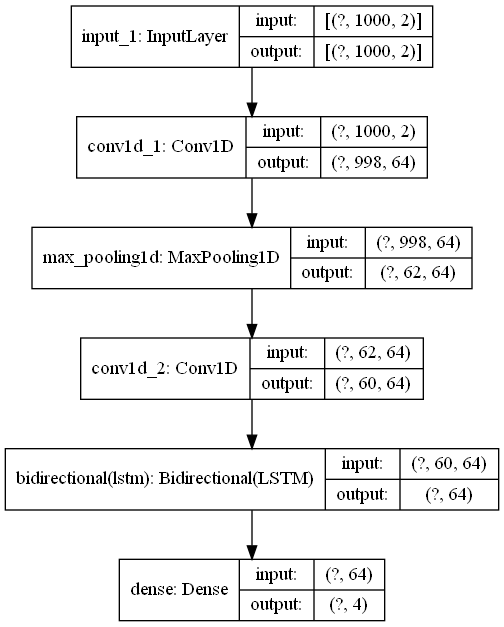 input_1: InputLayer
input: [(?, 1000, 2)]
output: [(?, 1000, 2)]
conv1d_1: Conv1D
input: (?, 1000, 2)
output: (?, 998, 64)
max_pooling1d: MaxPooling1D
input: (?, 998, 64)
output: (?, 62, 64)
conv1d_2: Conv1D
input: (?, 62, 64)
output: (?, 60, 64)
bidirectional(lstm): Bidirectional(LSTM)
input: (?, 60, 64)
output: (?, 64)
dense: Dense
input: (?, 64)
output: (?, 4)